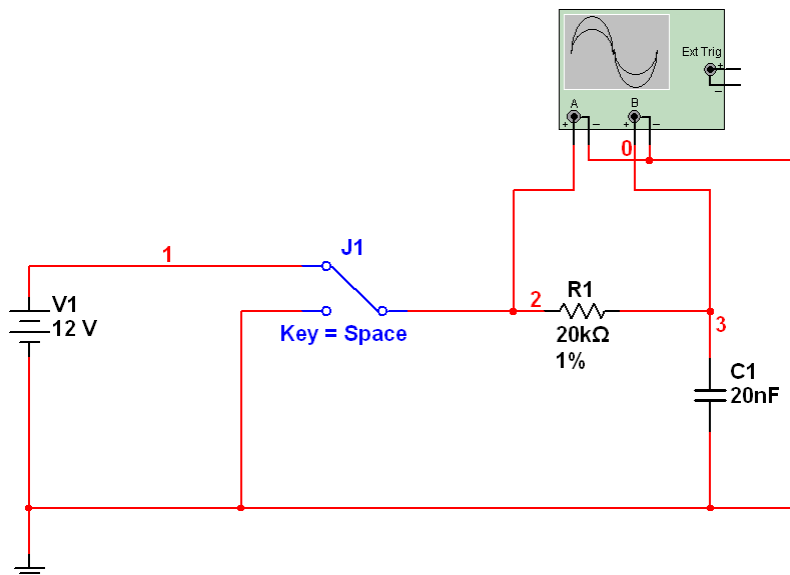 Ext Trig
+
–
A
B
+ –
+ –
0
1
J1
V1
12 V
Key = Space
2
R1
3
20kΩ
1%
C1
20nF